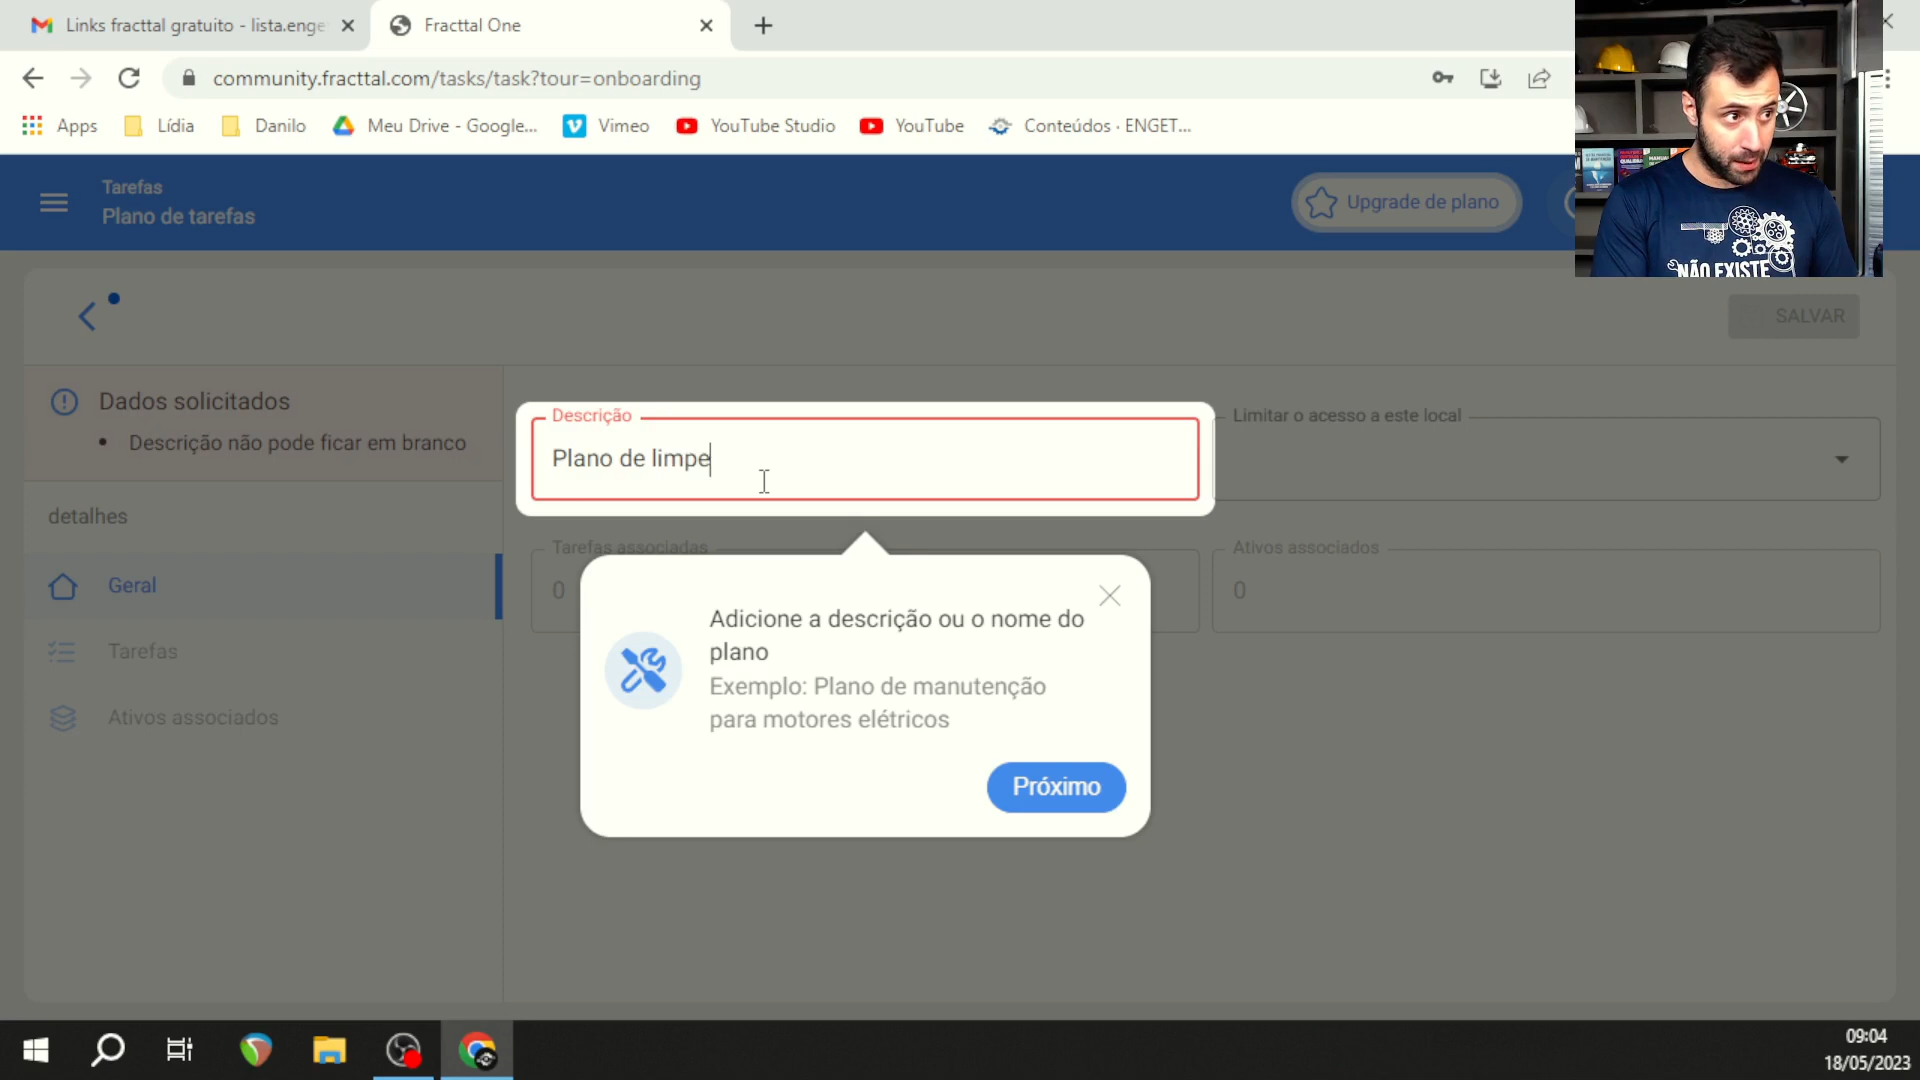 Links fracttal gratuito - lista.enge
Fracttal One
community.fracttal.com/tasks/task?tour=onboarding
Apps
Lídia
Danilo
Meu Drive - Google...
Vimeo
YouTube Studio
YouTube
Conteúdos · ENGET...
Tarefas
Plano de tarefas
Upgrade de plano
NÃO EXISTE
SALVAR
Dados solicitados
• Descrição não pode ficar em branco
Descrição
Plano de limpe
Limitar o acesso a este local
detalhes
Geral
Tarefas
Ativos associados
Tarefas associadas
0
Ativos associados
0
Adicione a descrição ou o nome do
plano
Exemplo: Plano de manutenção
para motores elétricos
Próximo
09:04
18/05/2023